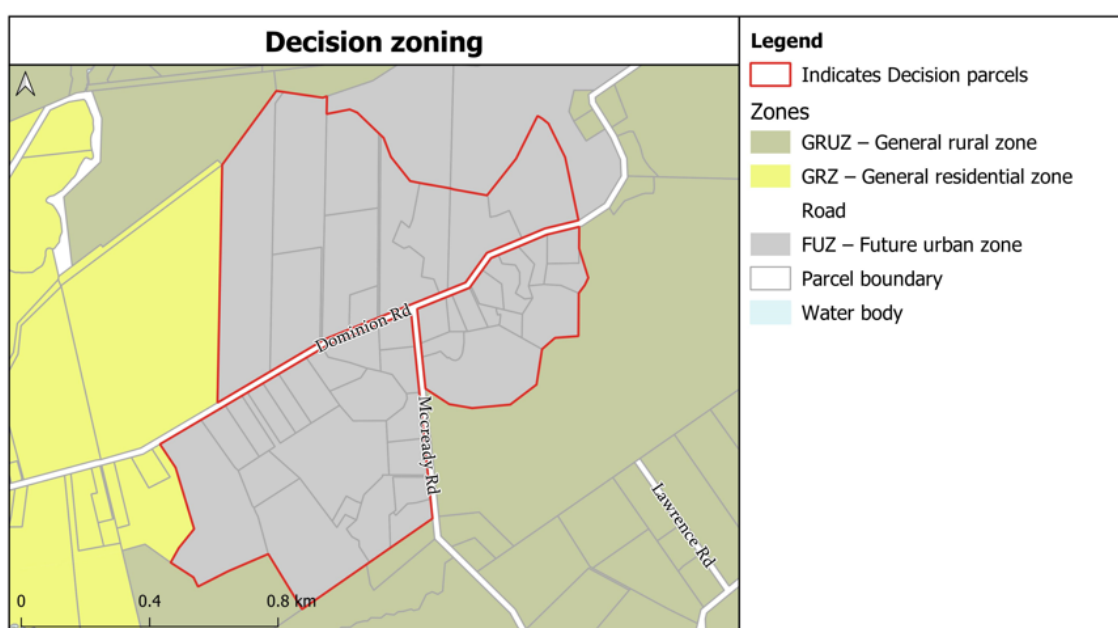 Decision zoning
Dominion Rd
Mccready Rd
Lawrence Rd
0 0.4 0.8 km
Legend
Indicates Decision parcels
Zones
GRUZ – General rural zone
GRZ – General residential zone
Road
FUZ – Future urban zone
Parcel boundary
Water body